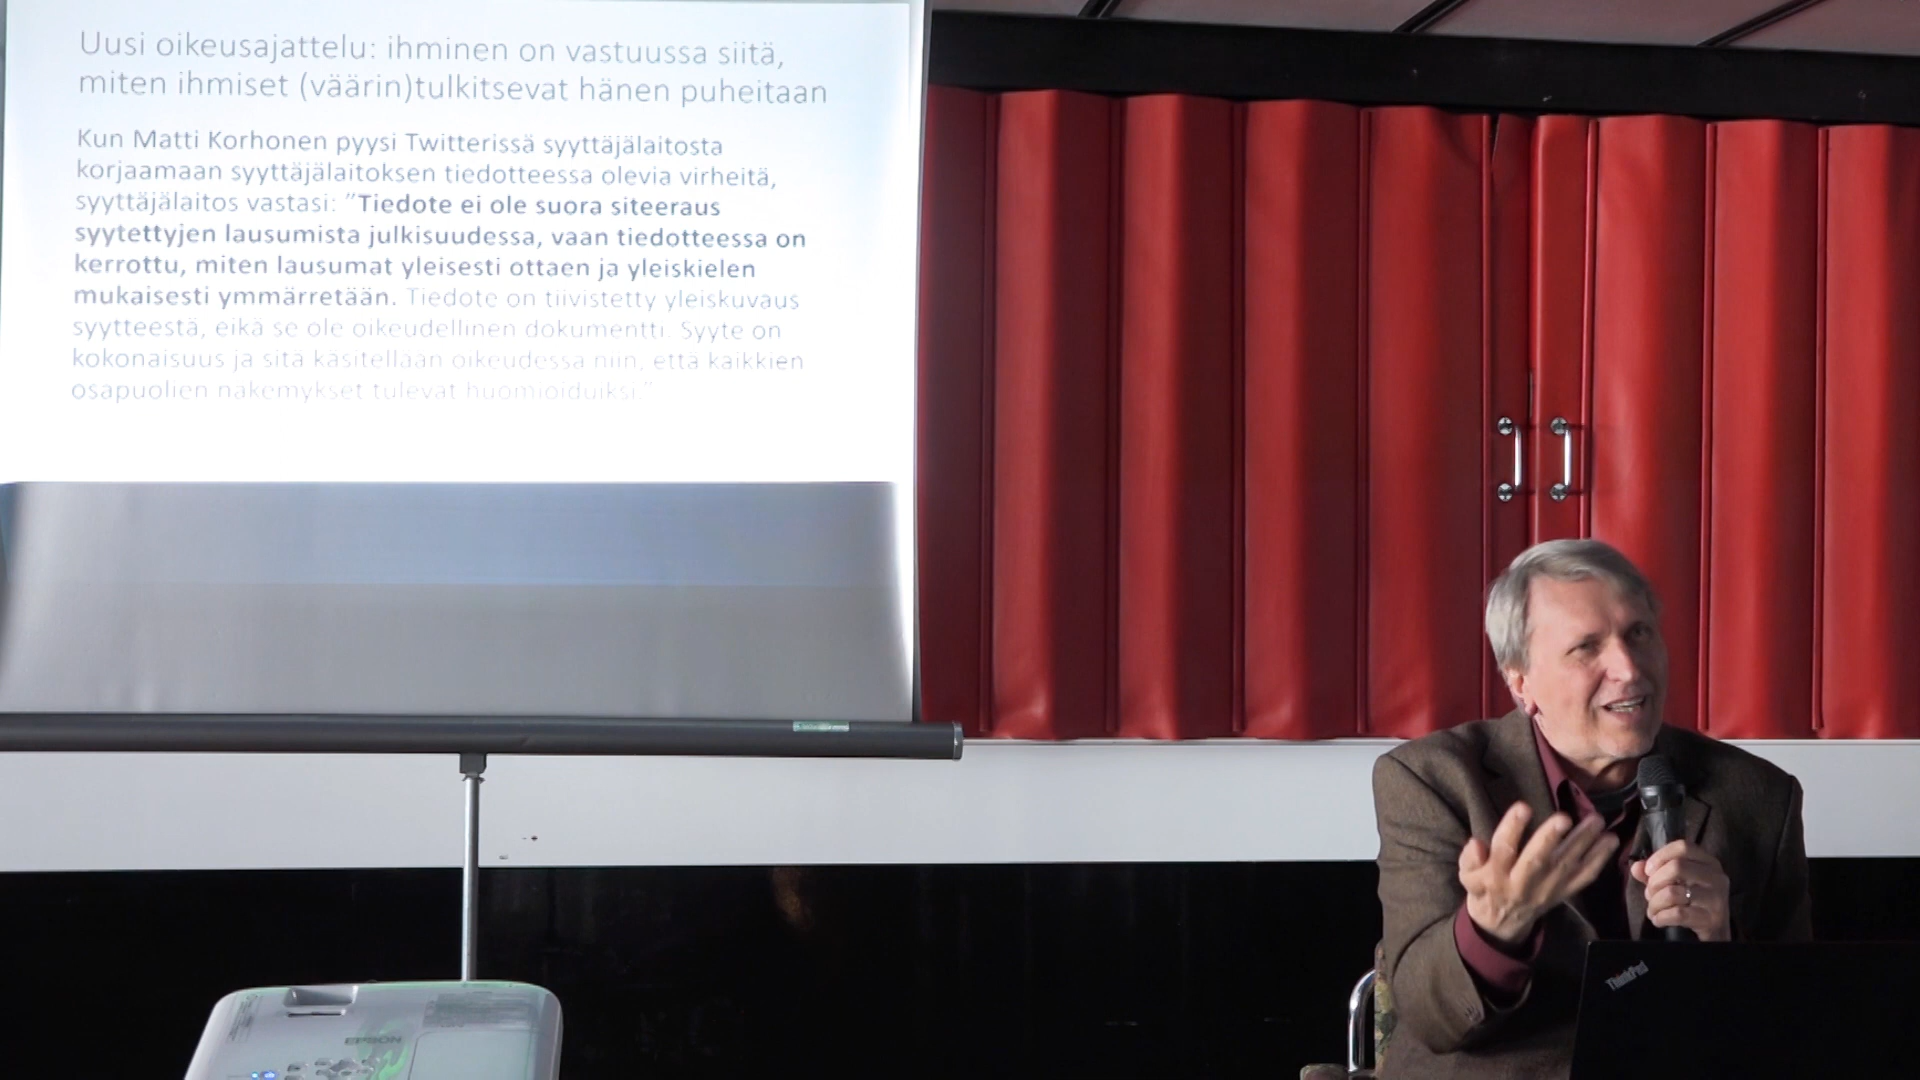 Uusi oikeusajattelu: ihminen on vastuussa siitä,
miten ihmiset (väärin)tulkitsevat hänen puheitaan
Kun Matti Korhonen pyysi Twitterissä syyttäjälaitosta
korjaamaan syyttäjälaitoksen tiedotteessa olevia virheitä,
syyttäjälaitos vastasi: ”Tiedote ei ole suora siteeraus
syytettyjen lausumista julkisuudessa, vaan tiedotteessa on
kerrottu, miten lausumat yleisesti ottaen ja yleiskielen
mukaisesti ymmärretään. Tiedote on tiivistetty yleiskuvaus
syytteestä, eikä se ole oikeudellinen dokumentti. Syyte on
kokonaisuus ja sitä käsitellään oikeudessa niin, että kaikkien
osapuolien näkemykset tulevat huomioiduiksi.”
ThinkPad
EPSON